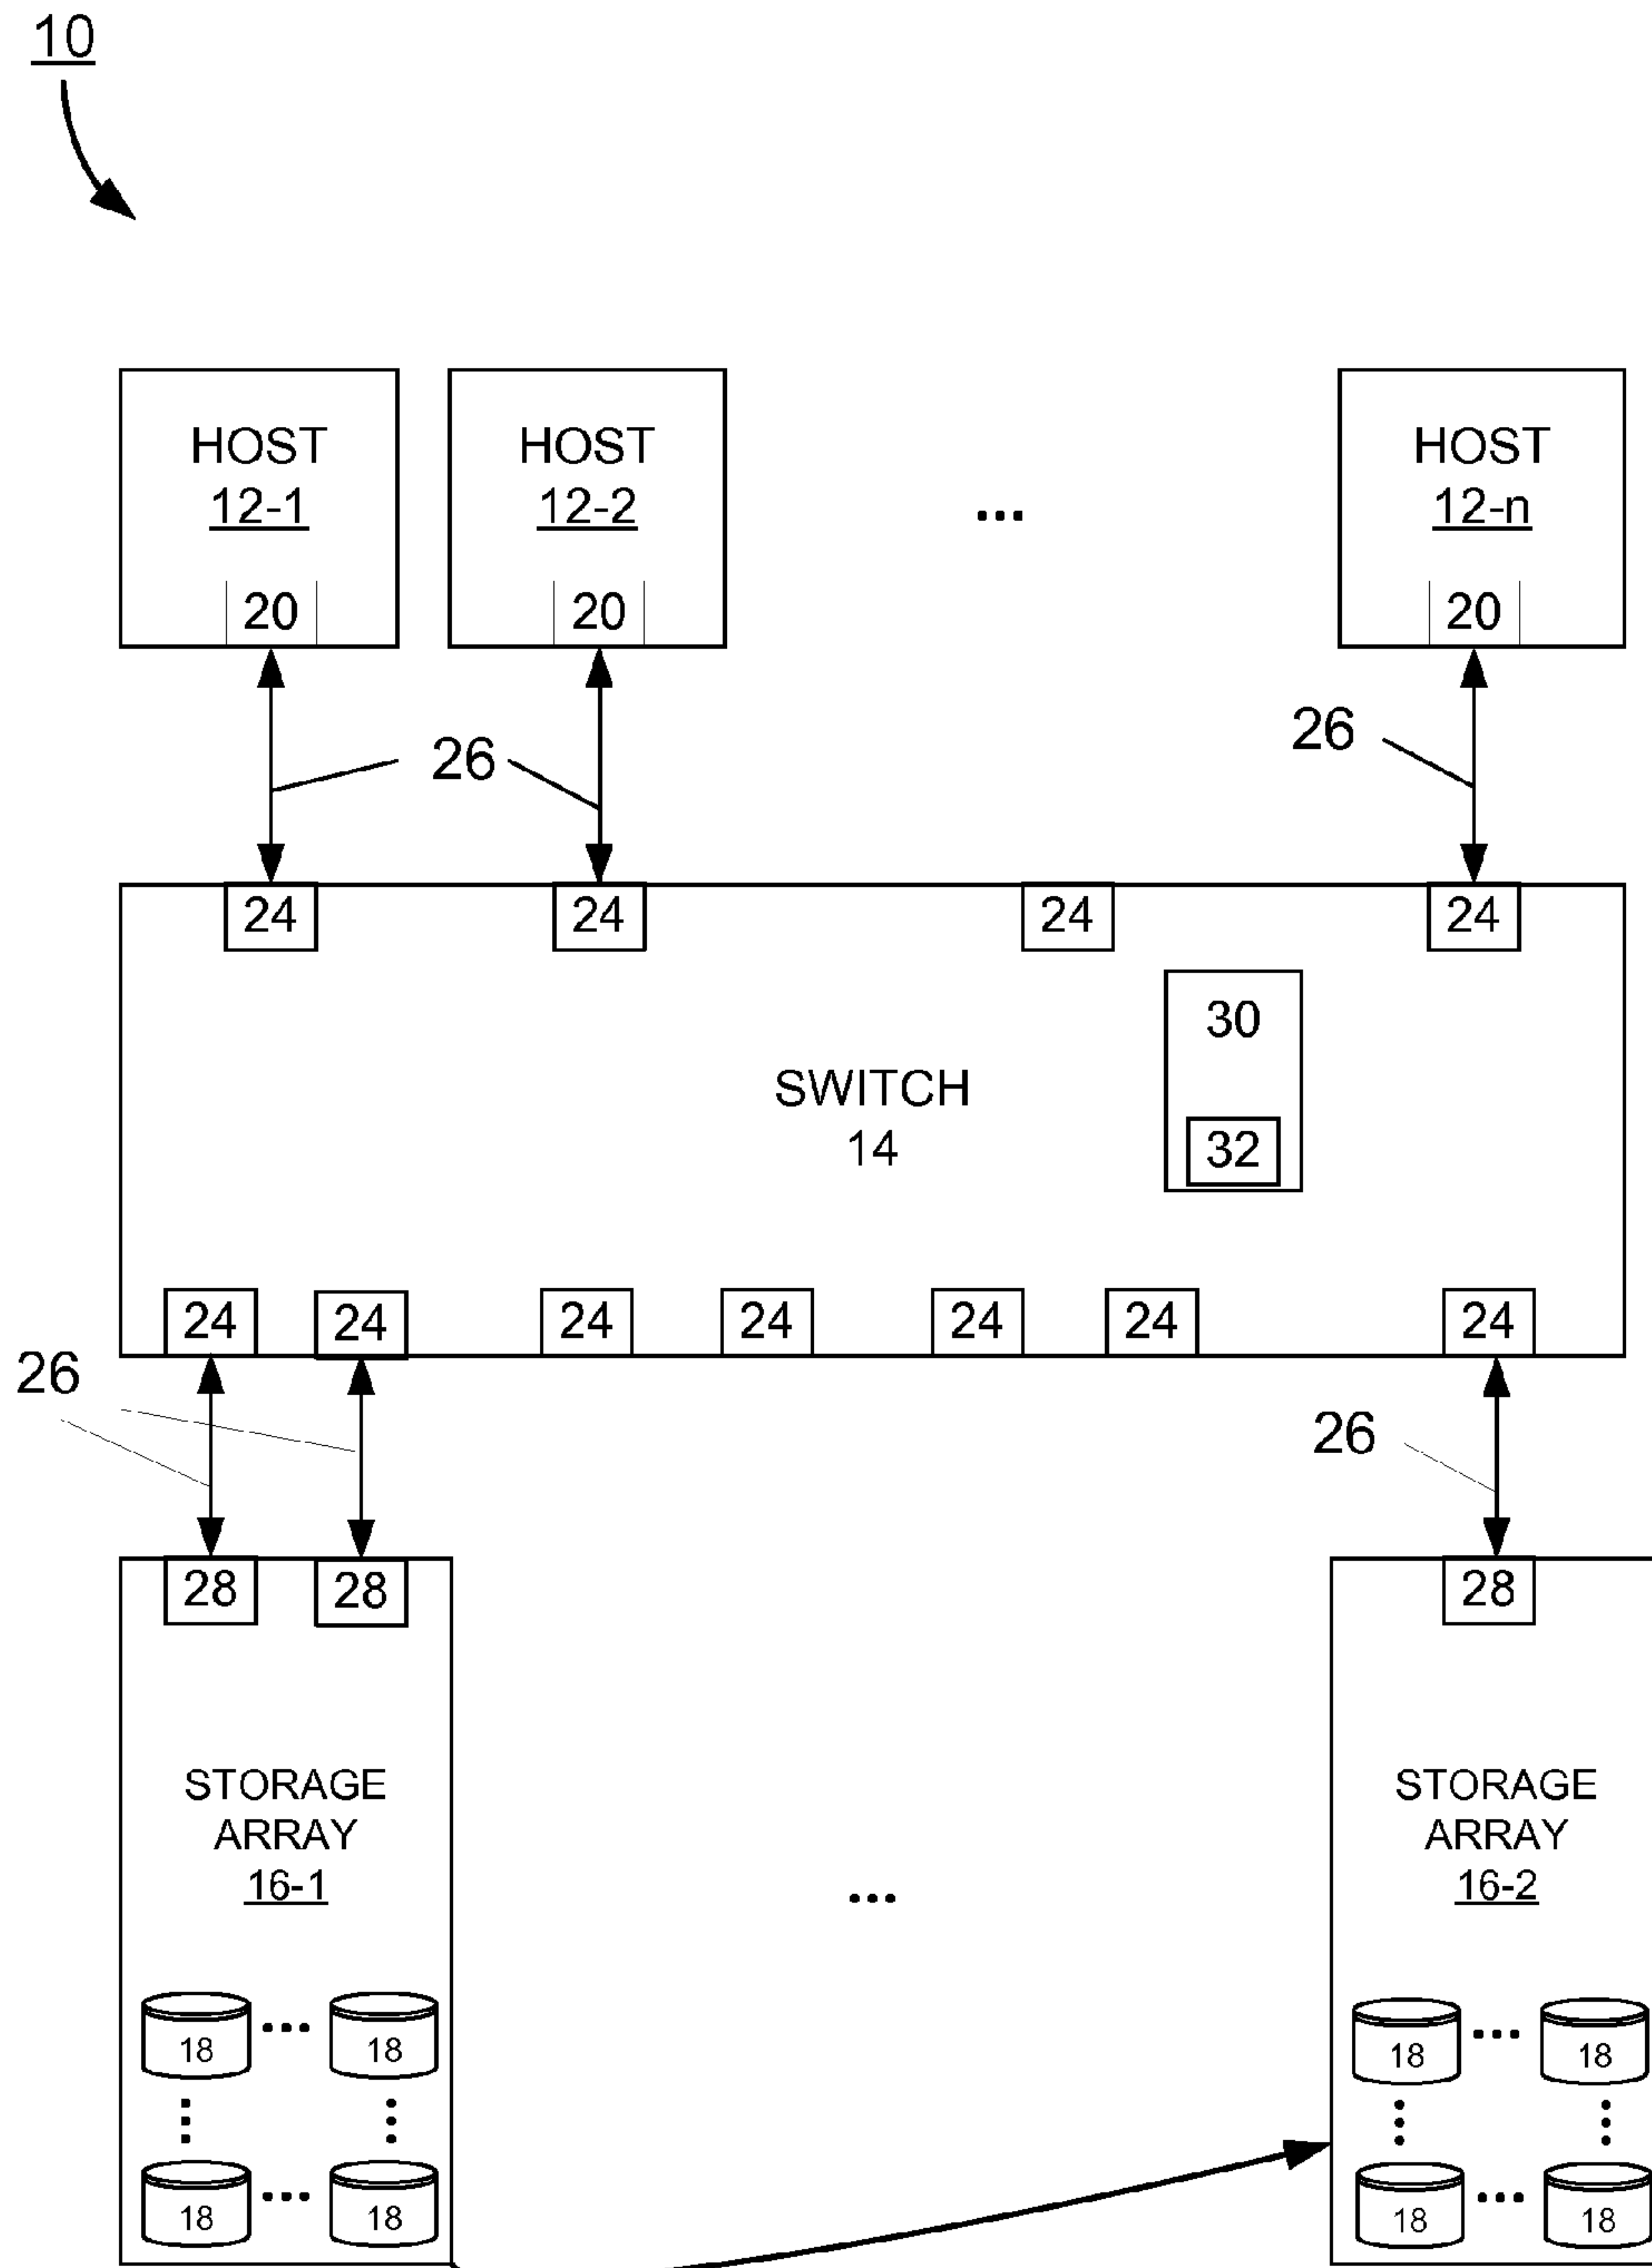 10
HOST HOST HOST
12-1 12-2 ... 12-n
20 20 20
26 26
24 24 24 24
30
SWITCH
14
32
24 24 24 24 24 24 24
26
26
28 28 28
STORAGE STORAGE
ARRAY ARRAY
16-1 ... 16-2
18 ... 18 18 ... 18
18 ... 18 18 ... 18